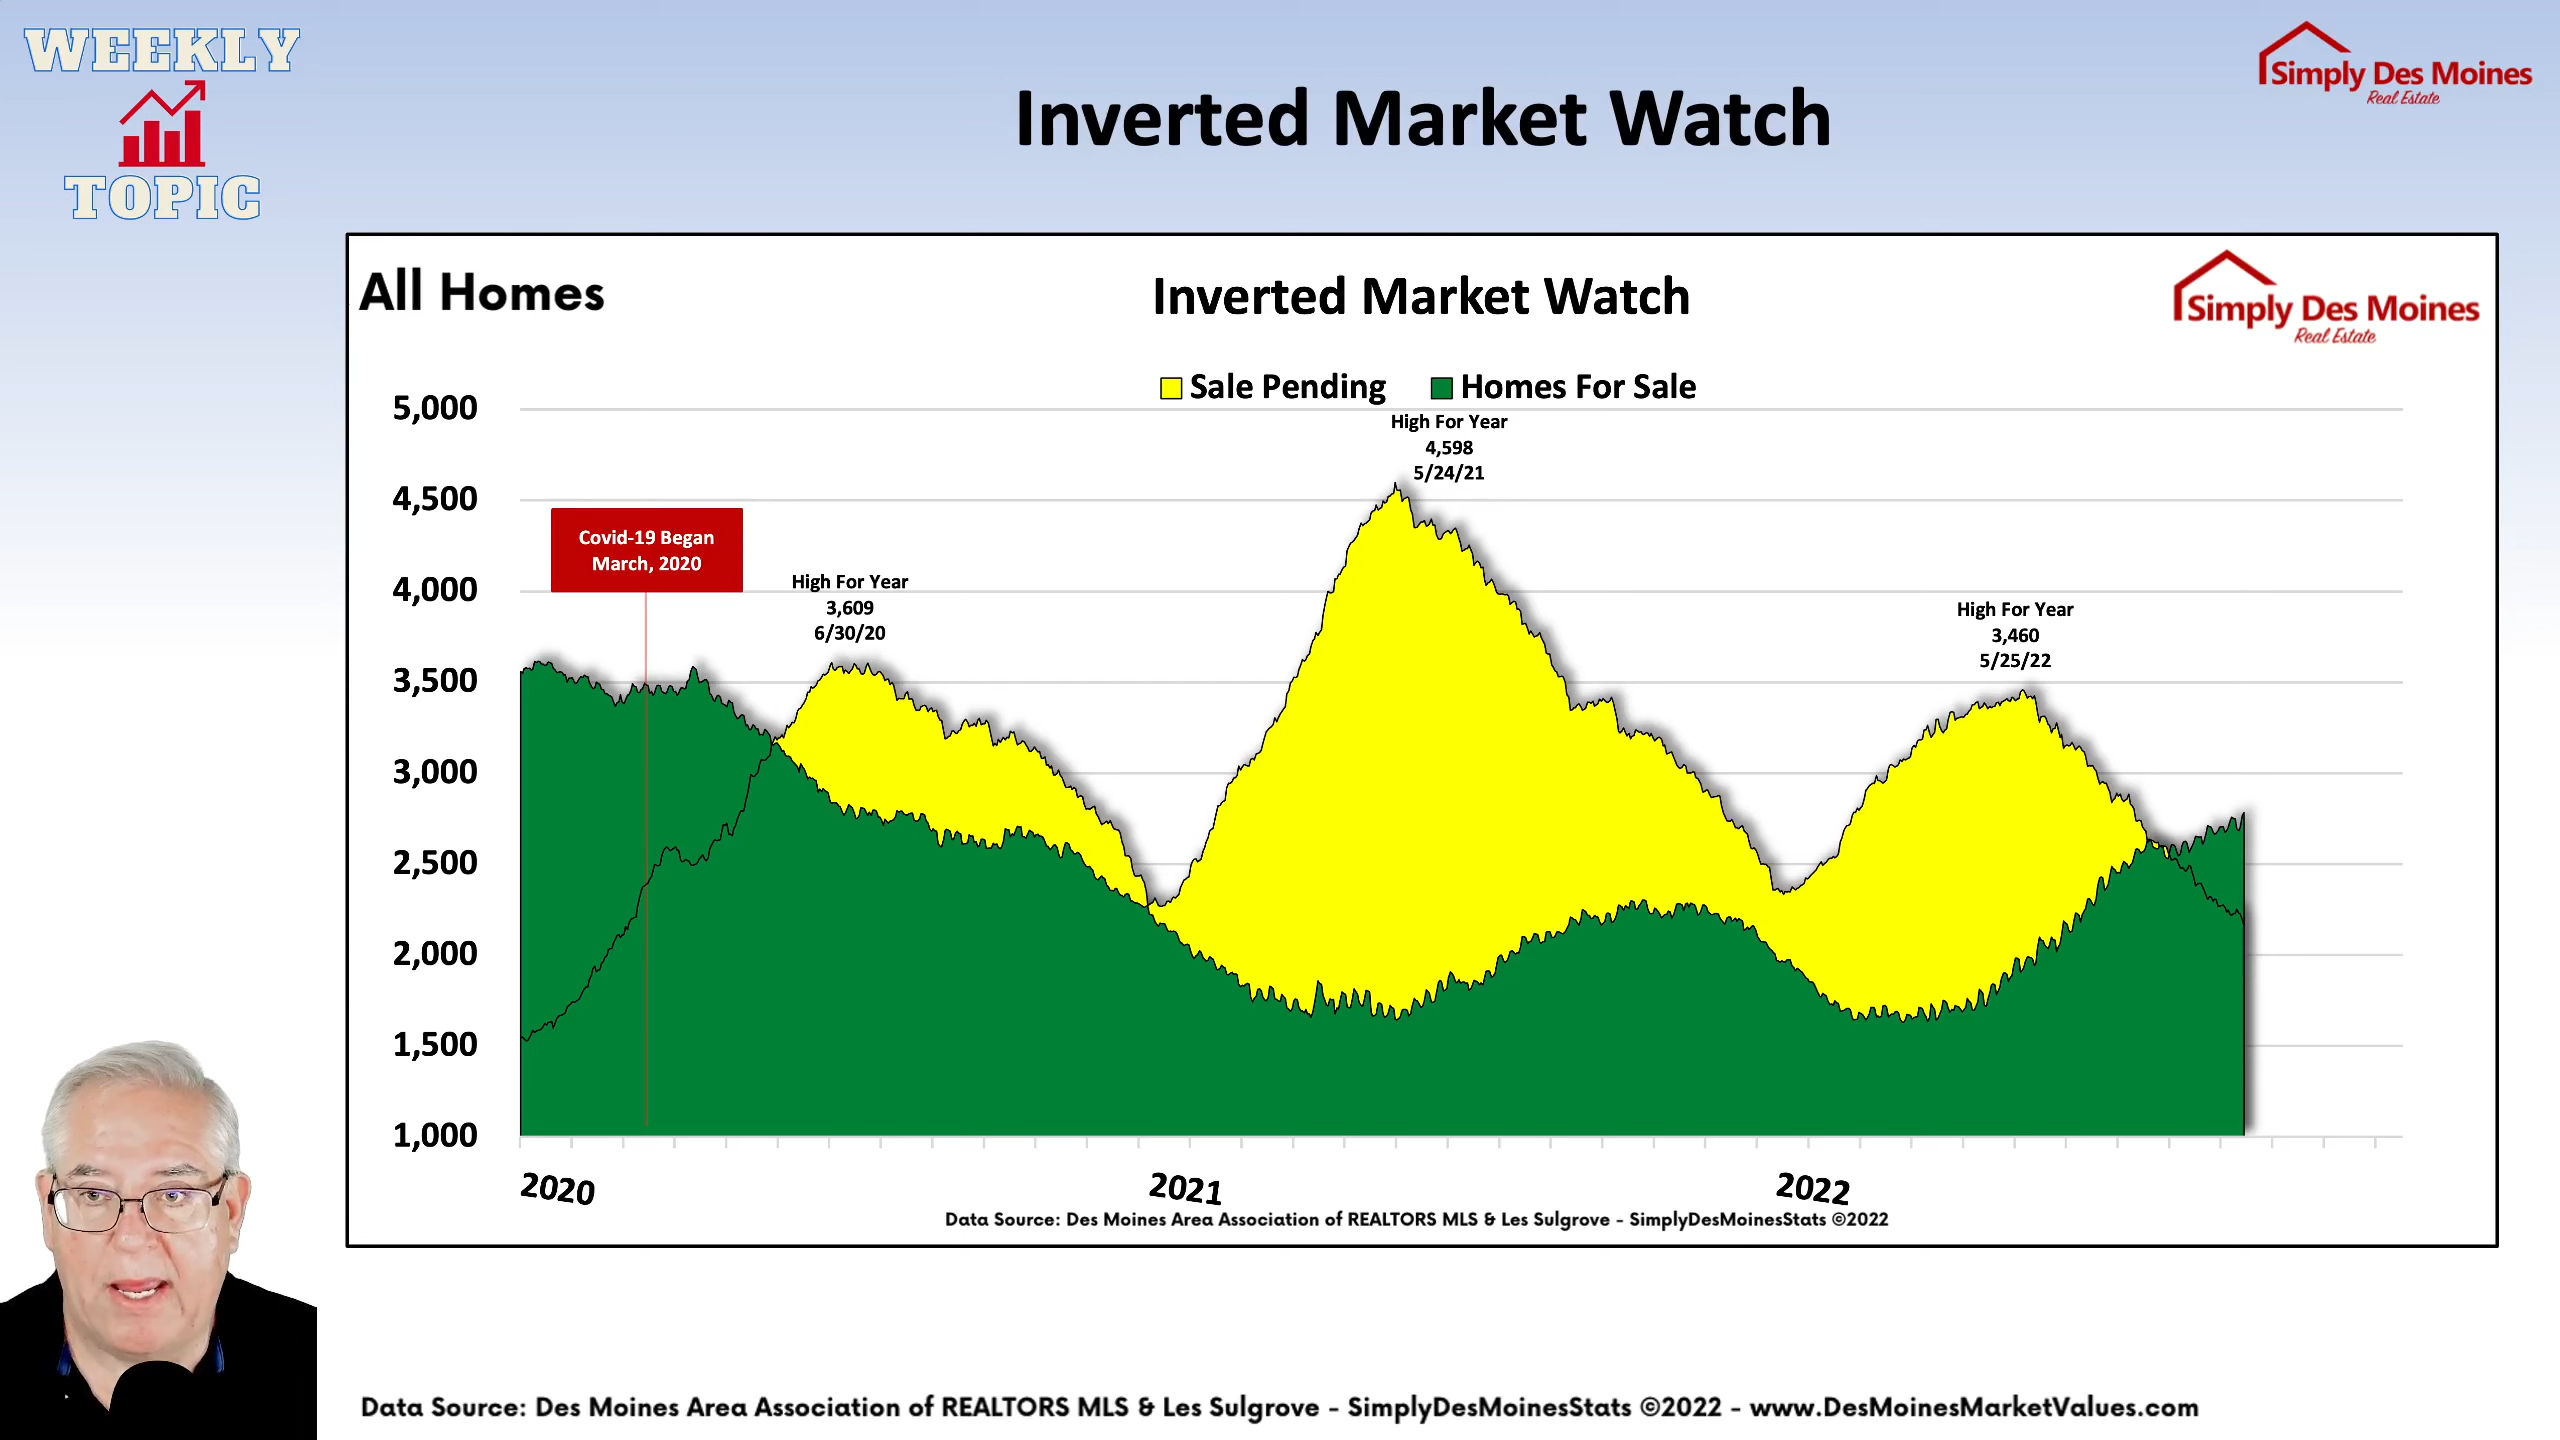 WEEKLY
TOPIC
Inverted Market Watch
Simply Des Moines
Real Estate
All Homes
Inverted Market Watch
Simply Des Moines
Real Estate
Sale Pending
Homes For Sale
5,000
4,500
4,000
3,500
3,000
2,500
2,000
1,500
1,000
Covid-19 Began
March, 2020
High For Year
3,609
6/30/20
High For Year
4,598
5/24/21
High For Year
3,460
5/25/22
2020
2021
2022
Data Source: Des Moines Area Association of REALTORS MLS & Les Sulgrove - SimplyDesMoinesStats ©2022
Data Source: Des Moines Area Association of REALTORS MLS & Les Sulgrove - SimplyDesMoinesStats ©2022 - www.DesMoinesMarketValues.com